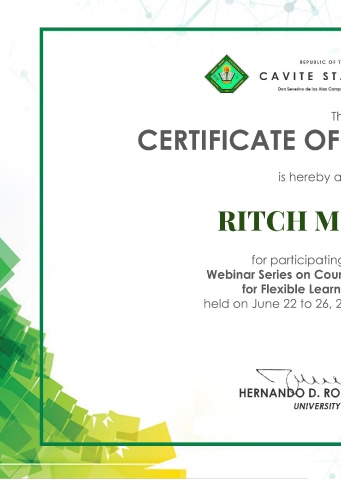 REPUBLIC OF T
CAVITE STA
Don Severino de las Alas Camp
Th
CERTIFICATE OF
is hereby a
RITCH M
for participating
Webinar Series on Cour
for Flexible Learn
held on June 22 to 26, 2
HERNANDO D. RO
UNIVERSITY